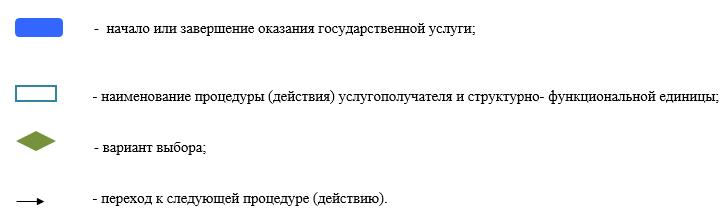 - начало или завершение оказания государственной услуги;
- наименование процедуры (действия) услугополучателя и структурно- функциональной единицы;
- вариант выбора;
- переход к следующей процедуре (действию).